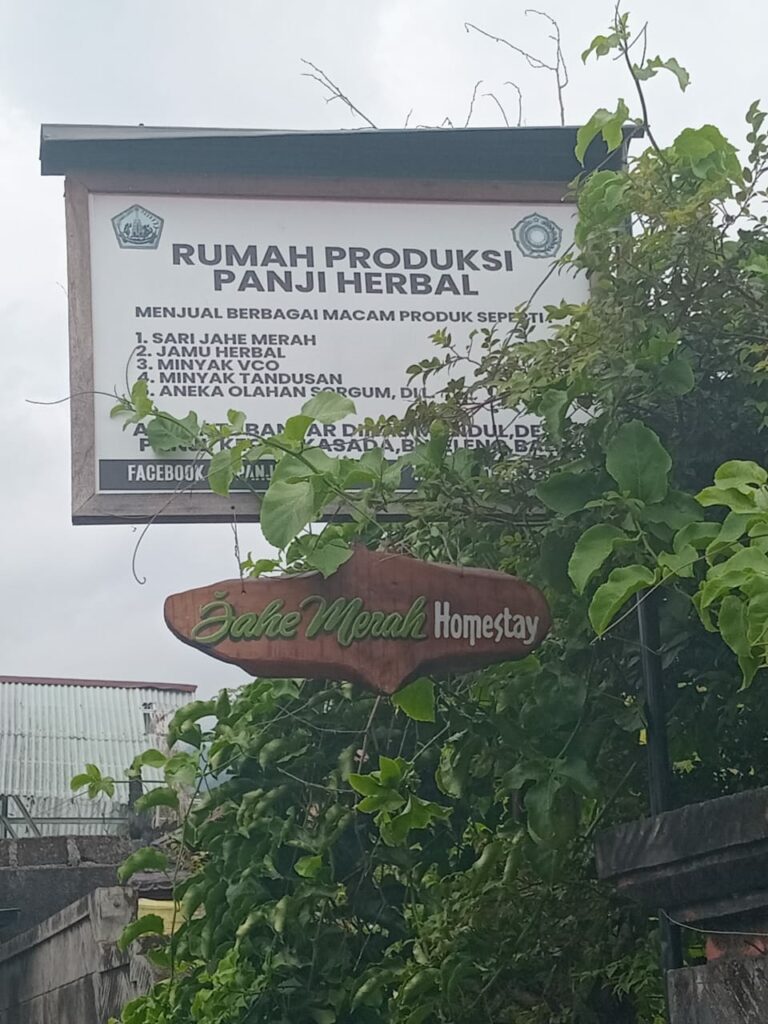 RUMAH PRODUKSI
PANJI HERBAL
MENJUAL BERBAGAI MACAM PRODUK SEPERTI
1. SARI JAHE MERAH
2. JAMU HERBAL
3. MINYAK VCO
4. MINYAK TANDUSAN
ANEKA OLAHAN SORGUM, DLL
FACEBOOK
Jahe Merah Homestay